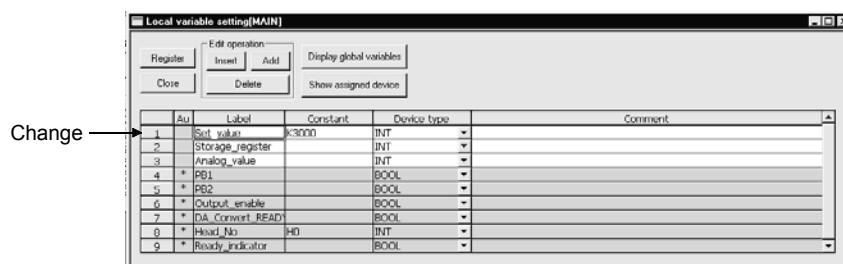 Local variable setting[MAIN]
Edit operation
Register Insert Add Display global variables
Close Delete Show assigned device
Au Label Constant Device type Comment
Change
1 Set_value K3000 INT
2 Storage_register INT
3 Analog_value INT
4 * PB1 BOOL
5 * PB2 BOOL
6 * Output_enable BOOL
7 * DA_Convert_READY BOOL
8 * Head_No H0 INT
9 * Ready_indicator BOOL